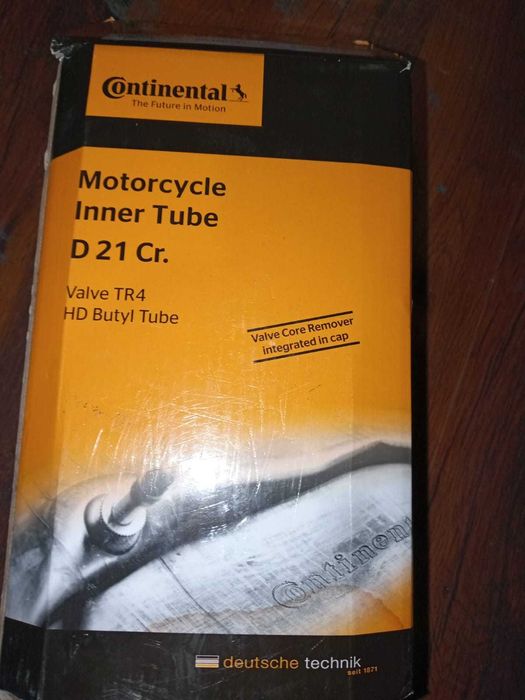 Continental
The Future in Motion
Motorcycle
Inner Tube
D 21 Cr.
Valve TR4
HD Butyl Tube
Valve Core Remover
integrated in cap
Continental
deutsche technik
seit 1871